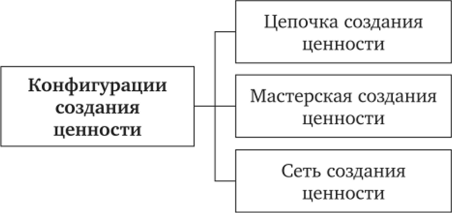 Конфигурации
создания
ценности
Цепочка создания
ценности
Мастерская создания
ценности
Сеть создания
ценности